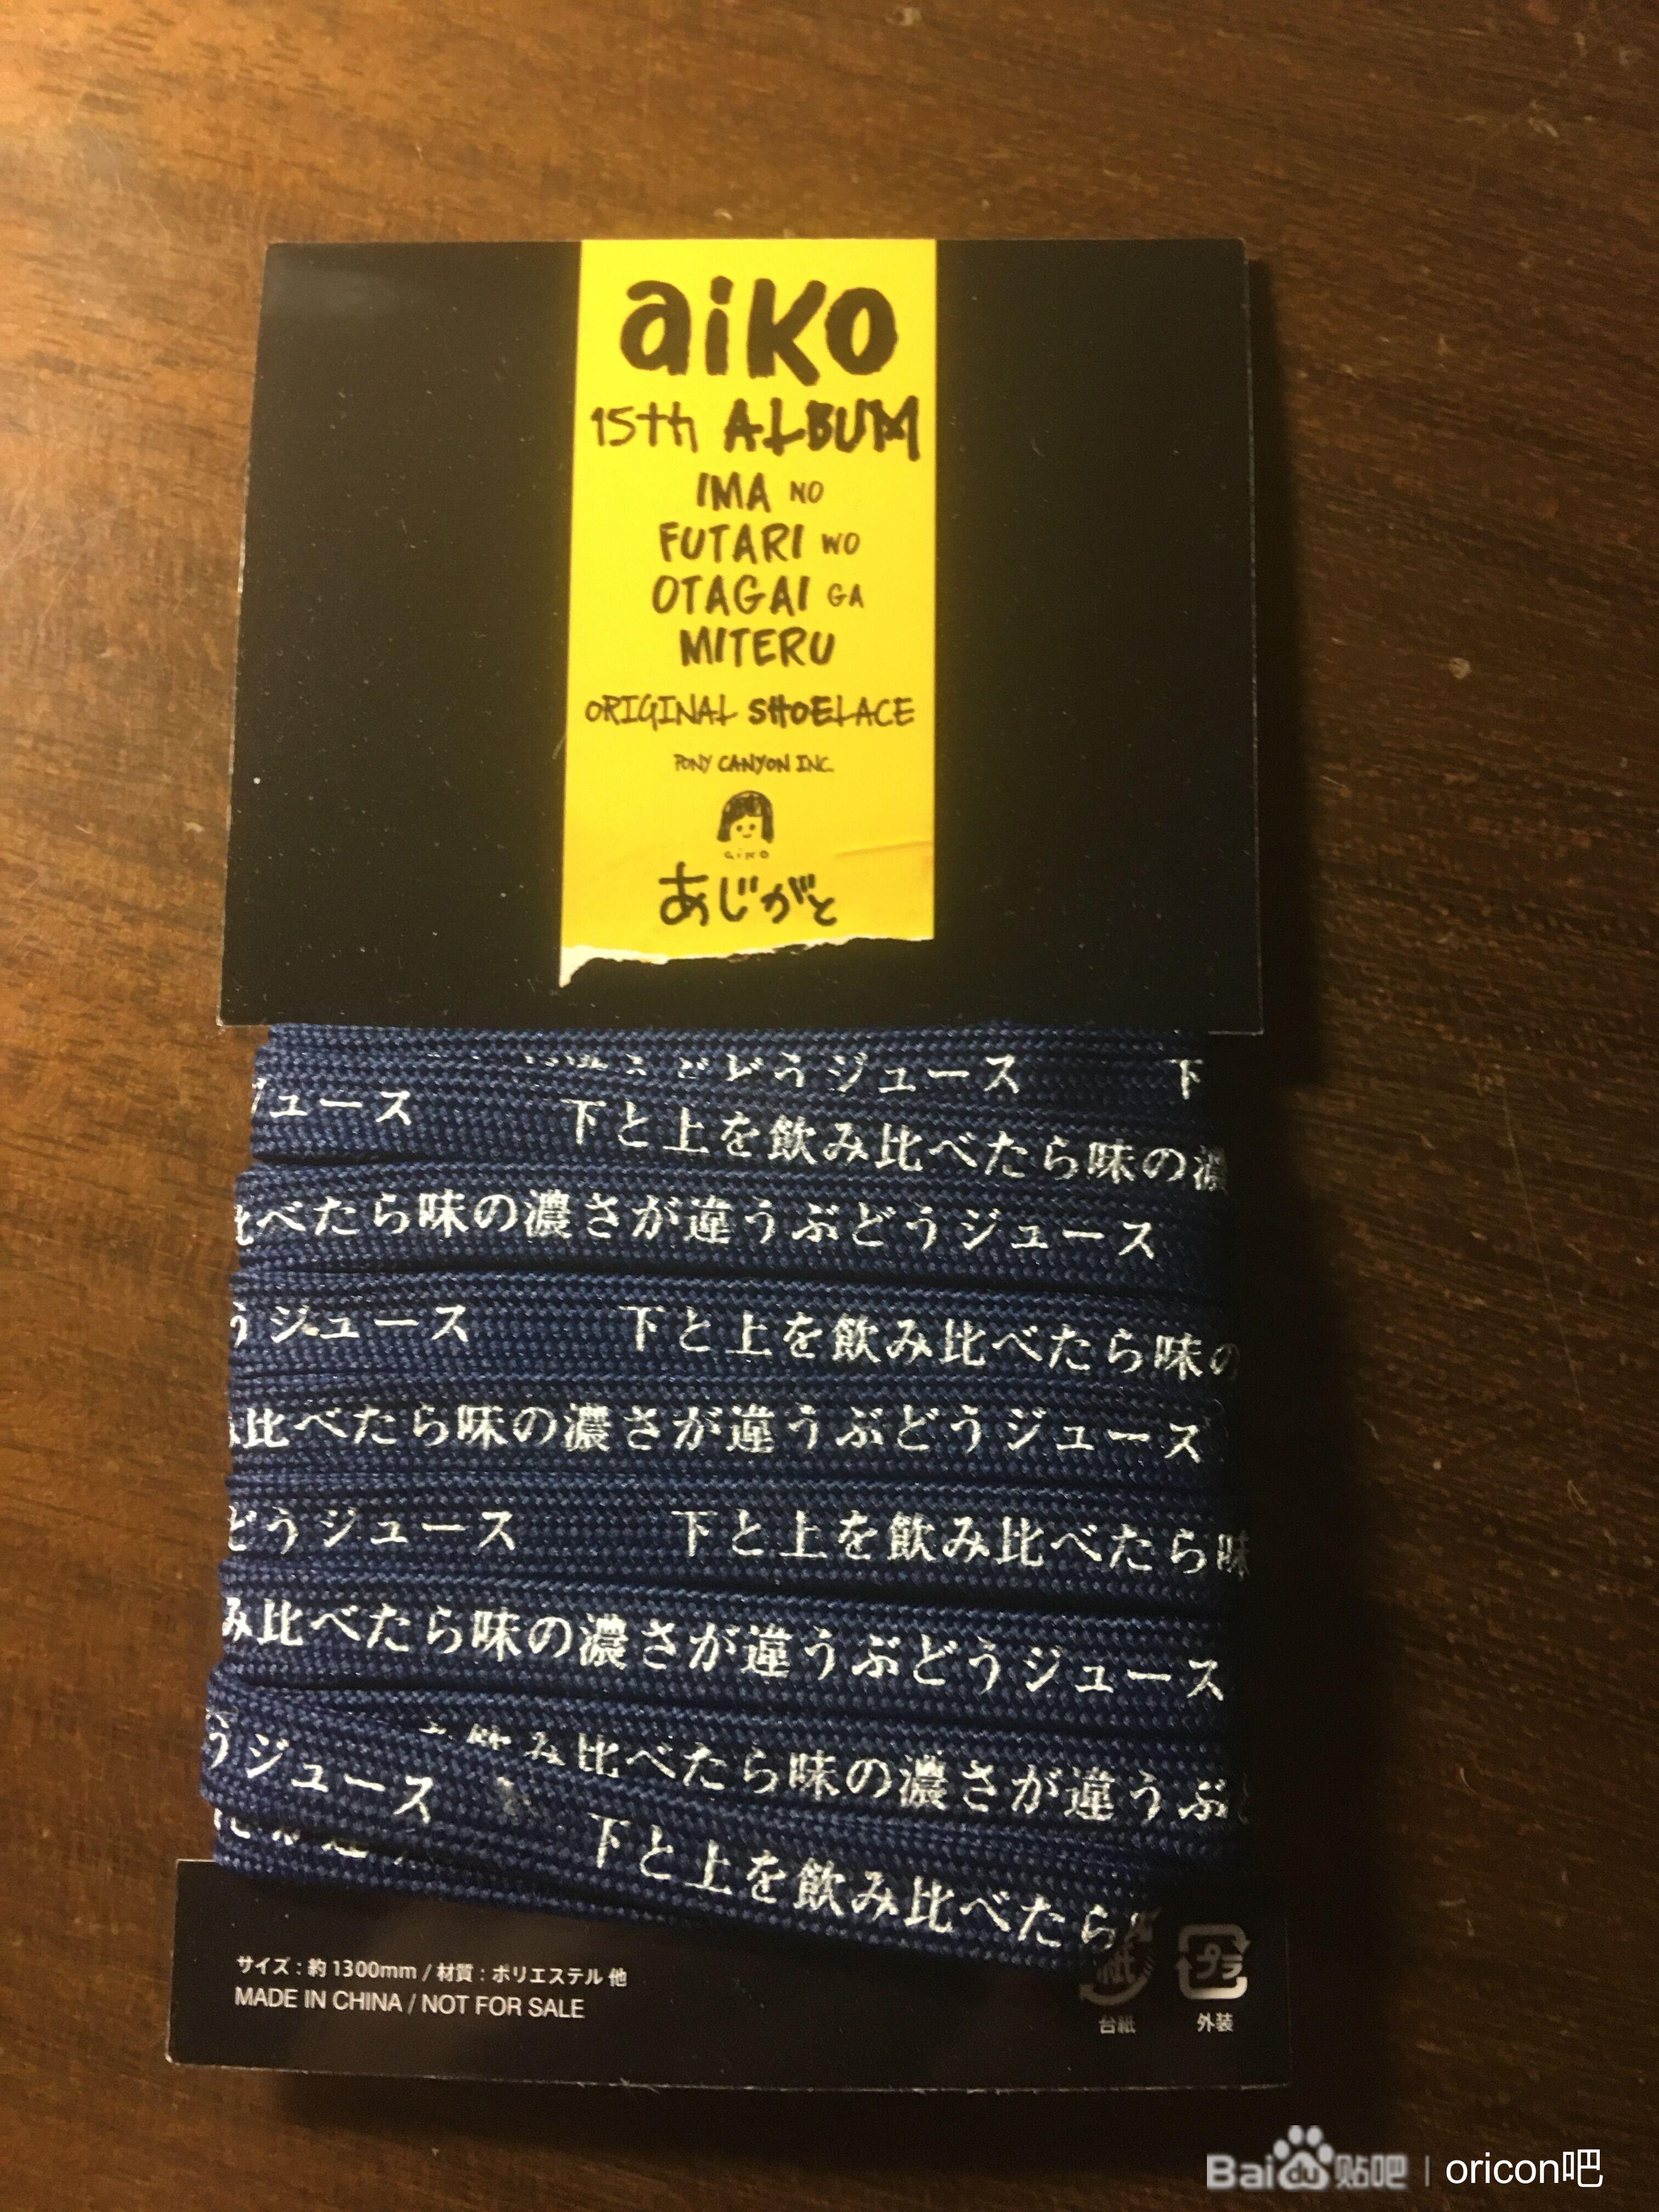 aiko
15th ALBUM
IMA NO
FUTARI WO
OTAGAI GA
MITERU
ORIGINAL SHOELACE
PONY CANYON INC.
aiko
あじがと
どうジュース 下
ジュース 下と上を飲み比べたら味の濃
べたら味の濃さが違うぶどうジュース
うジュース 下と上を飲み比べたら味の
比べたら味の濃さが違うぶどうジュース
どうジュース 下と上を飲み比べたら味
み比べたら味の濃さが違うぶどうジュース
み比べたら味の濃さが違うぶ
うジュース 下と上を飲み比べたら
サイズ:約1300mm / 材質:ポリエステル 他
MADE IN CHINA / NOT FOR SALE
紙 プラ
台紙 外装
Baidu贴吧 | oricon吧